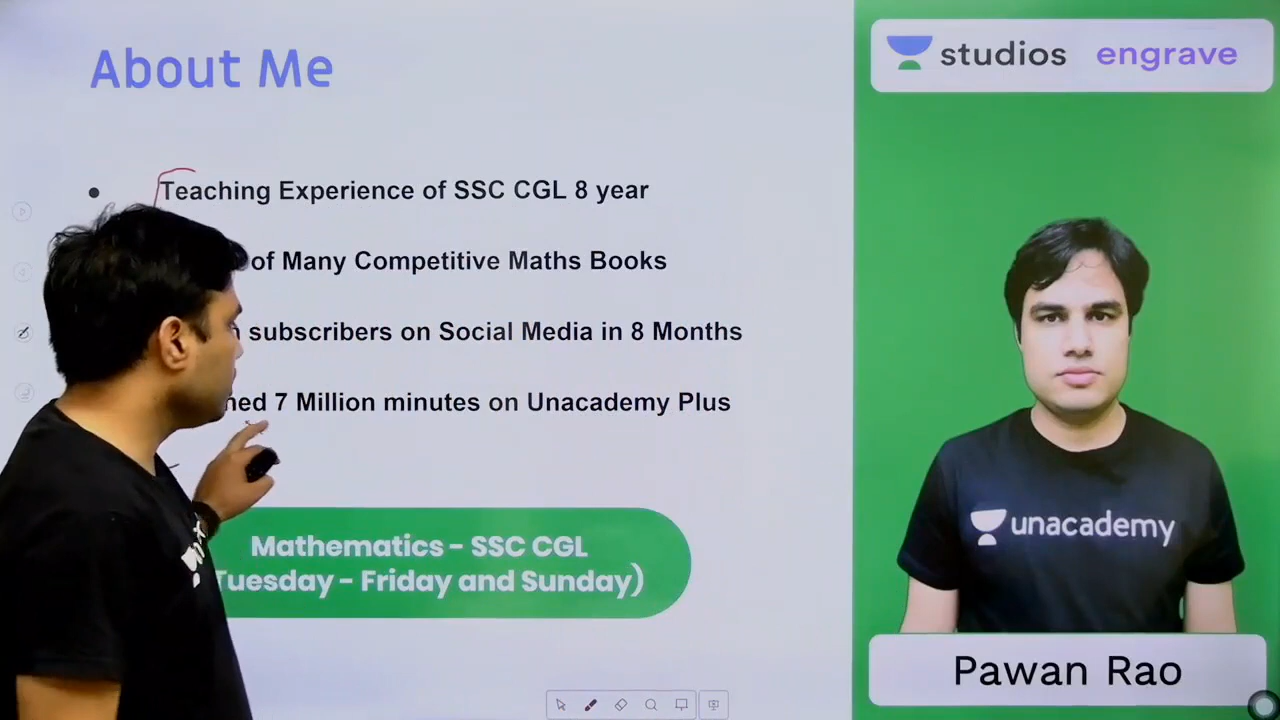 About Me
studios engrave
Teaching Experience of SSC CGL 8 year
of Many Competitive Maths Books
subscribers on Social Media in 8 Months
7 Million minutes on Unacademy Plus
unacademy
Mathematics - SSC CGL
Tuesday - Friday and Sunday)
Pawan Rao